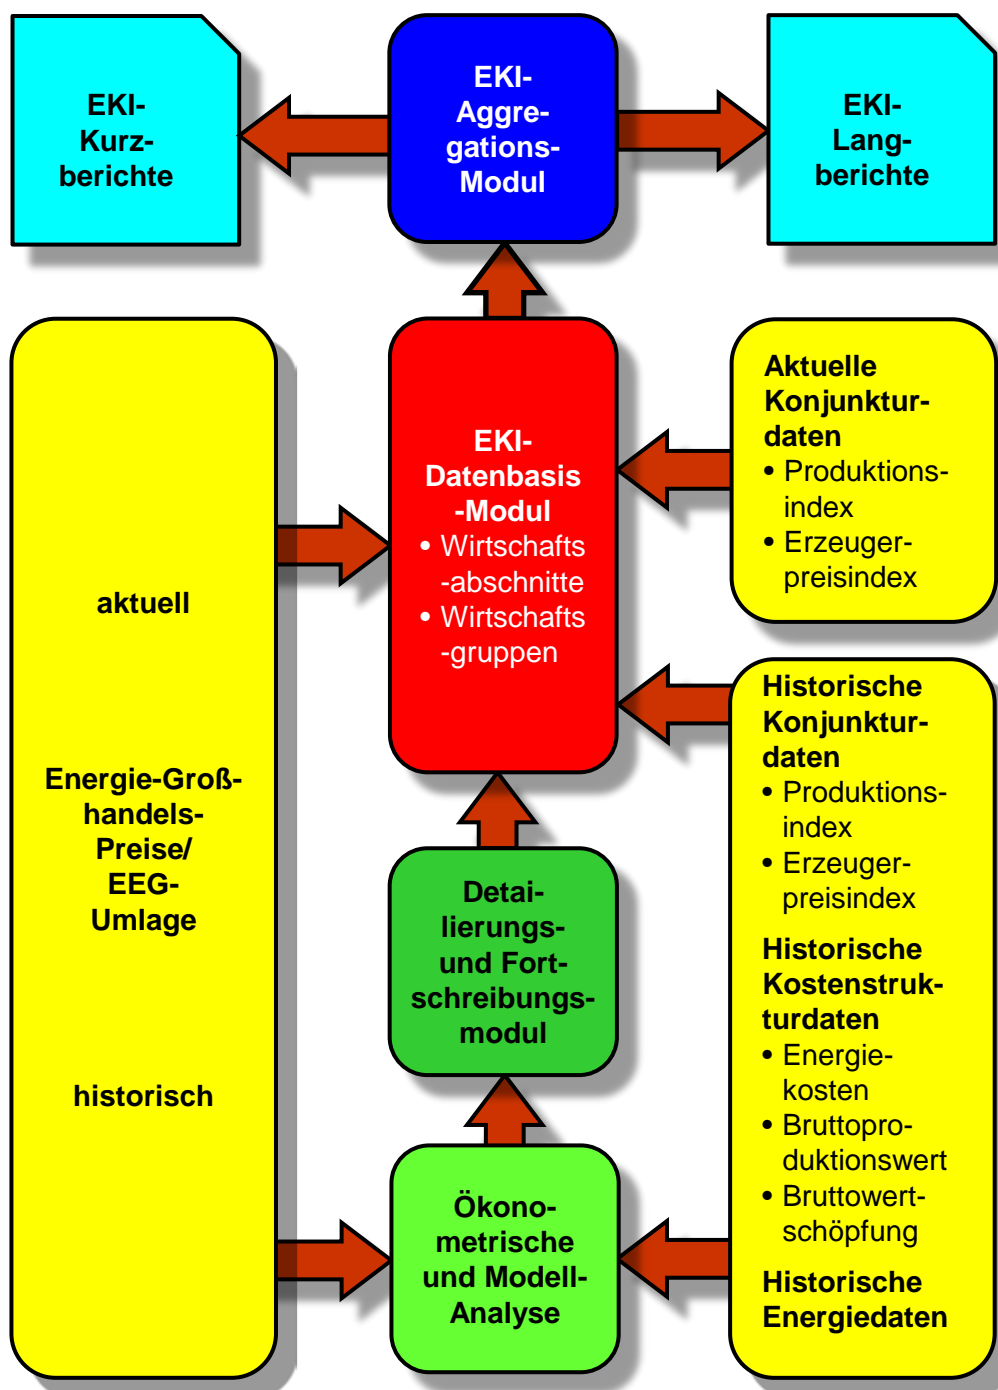 EKI-
Kurz-
berichte
EKI-
Aggre-
gations-
Modul
EKI-
Lang-
berichte
aktuell
Energie-Groß-
handels-
Preise/
EEG-
Umlage
historisch
EKI-
Datenbasis
-Modul
• Wirtschafts
-abschnitte
• Wirtschafts
-gruppen
Aktuelle
Konjunktur-
daten
• Produktions-
index
• Erzeuger-
preisindex
Historische
Konjunktur-
daten
• Produktions-
index
• Erzeuger-
preisindex
Historische
Kostenstruk-
turdaten
• Energie-
kosten
• Bruttopro-
duktionswert
• Bruttowert-
schöpfung
Historische
Energiedaten
Detai-
lierungs-
und Fort-
schreibungs-
modul
Ökono-
metrische
und Modell-
Analyse